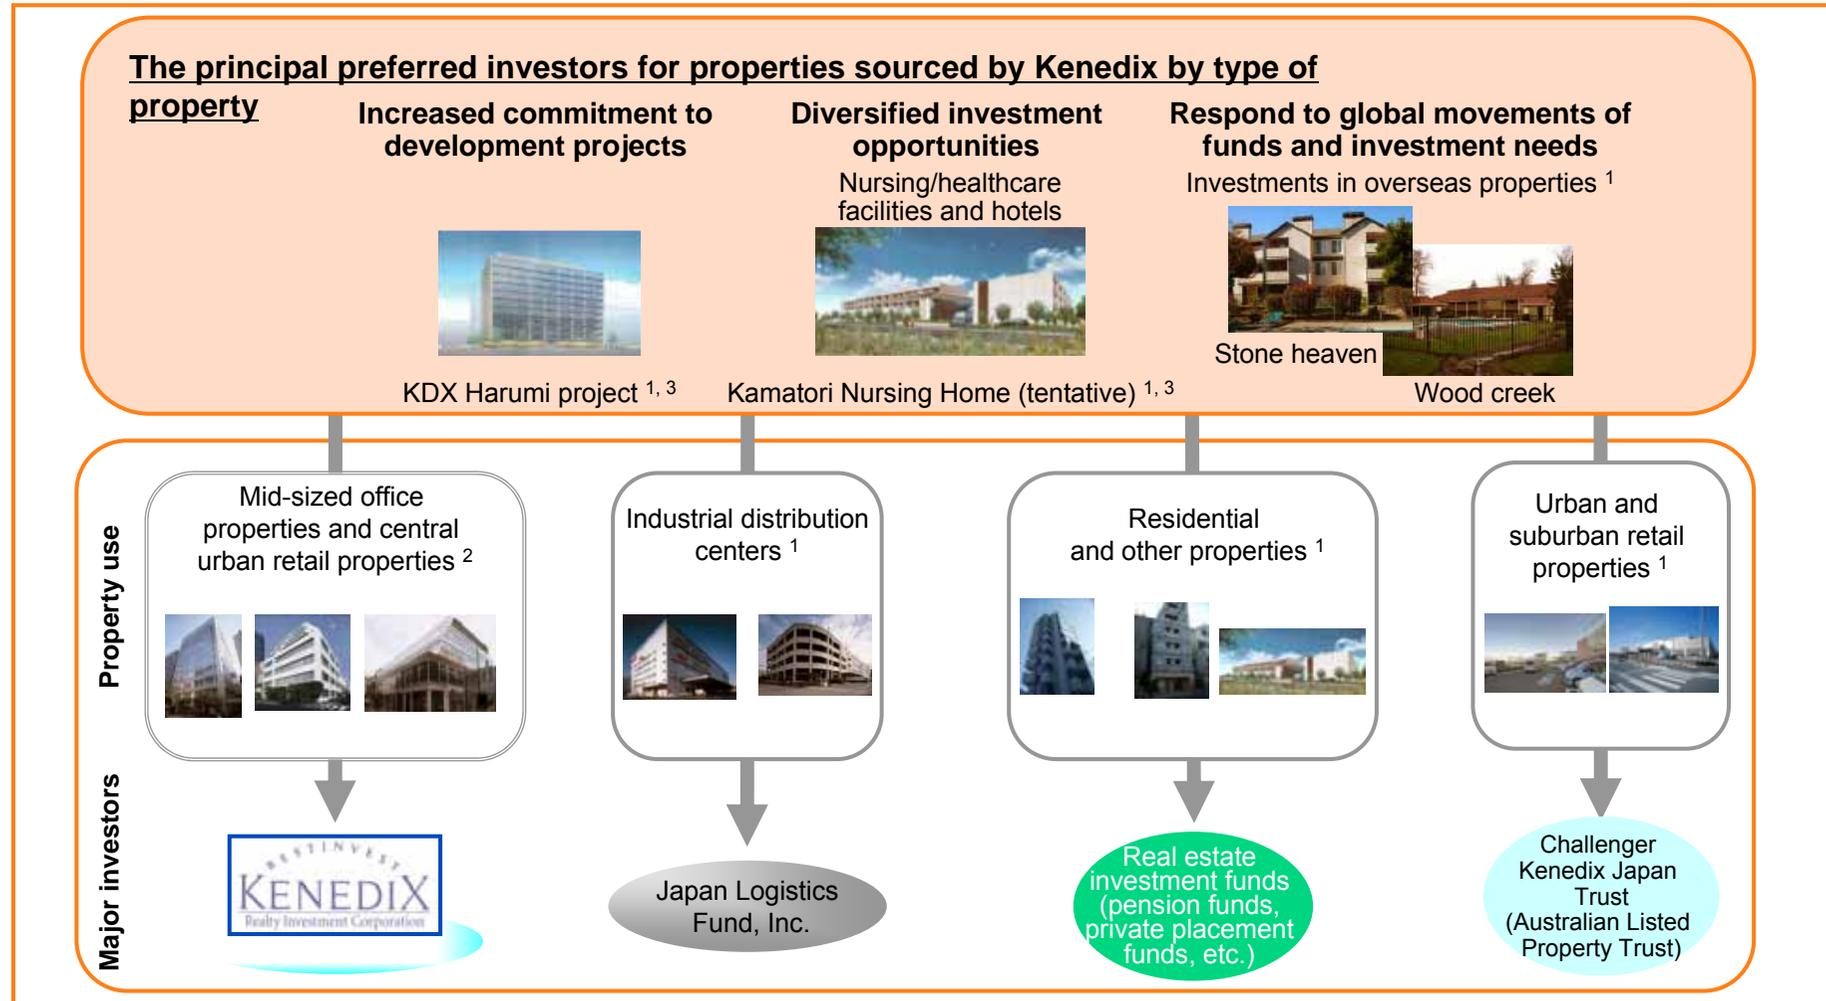 The principal preferred investors for properties sourced by Kenedix by type of
property
Increased commitment to
development projects
Diversified investment
opportunities
Nursing/healthcare
facilities and hotels
Respond to global movements of
funds and investment needs
Investments in overseas properties 1
Stone heaven
KDX Harumi project 1, 3
Kamatori Nursing Home (tentative) 1, 3
Wood creek
Property use
Mid-sized office
properties and central
urban retail properties 2
Industrial distribution
centers 1
Residential
and other properties 1
Urban and
suburban retail
properties 1
Major investors
BESTINVEST
KENEDIX
Realty Investment Corporation
Japan Logistics
Fund, Inc.
Real estate
investment funds
(pension funds,
private placement
funds, etc.)
Challenger
Kenedix Japan
Trust
(Australian Listed
Property Trust)